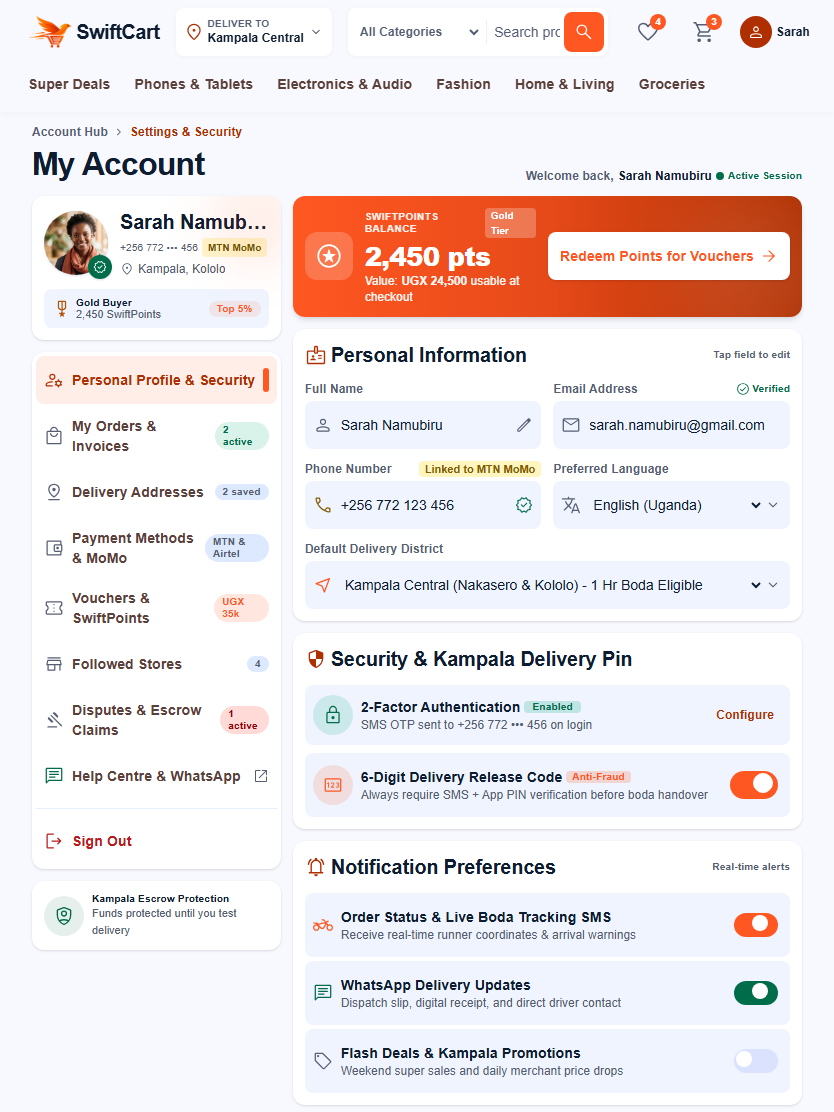 SwiftCart
DELIVER TO
Kampala Central
All Categories
Search pro
4
3
Sarah
Super Deals
Phones & Tablets
Electronics & Audio
Fashion
Home & Living
Groceries
Account Hub
Settings & Security
My Account
Welcome back, Sarah Namubiru
Active Session
Sarah Namub...
+256 772 ••• 456
MTN MoMo
Kampala, Kololo
Gold Buyer
2,450 SwiftPoints
Top 5%
Personal Profile & Security
My Orders &
Invoices
2
active
Delivery Addresses
2 saved
Payment Methods
& MoMo
MTN &
Airtel
Vouchers &
SwiftPoints
UGX
35k
Followed Stores
4
Disputes & Escrow
Claims
1
active
Help Centre & WhatsApp
Sign Out
Kampala Escrow Protection
Funds protected until you test
delivery
SWIFTPOINTS
BALANCE
Gold
Tier
2,450 pts
Value: UGX 24,500 usable at
checkout
Redeem Points for Vouchers
Personal Information
Tap field to edit
Full Name
Sarah Namubiru
Email Address
Verified
sarah.namubiru@gmail.com
Phone Number
Linked to MTN MoMo
+256 772 123 456
Preferred Language
English (Uganda)
Default Delivery District
Kampala Central (Nakasero & Kololo) - 1 Hr Boda Eligible
Security & Kampala Delivery Pin
2-Factor Authentication
Enabled
SMS OTP sent to +256 772 ••• 456 on login
Configure
123
6-Digit Delivery Release Code
Anti-Fraud
Always require SMS + App PIN verification before boda handover
Notification Preferences
Real-time alerts
Order Status & Live Boda Tracking SMS
Receive real-time runner coordinates & arrival warnings
WhatsApp Delivery Updates
Dispatch slip, digital receipt, and direct driver contact
Flash Deals & Kampala Promotions
Weekend super sales and daily merchant price drops